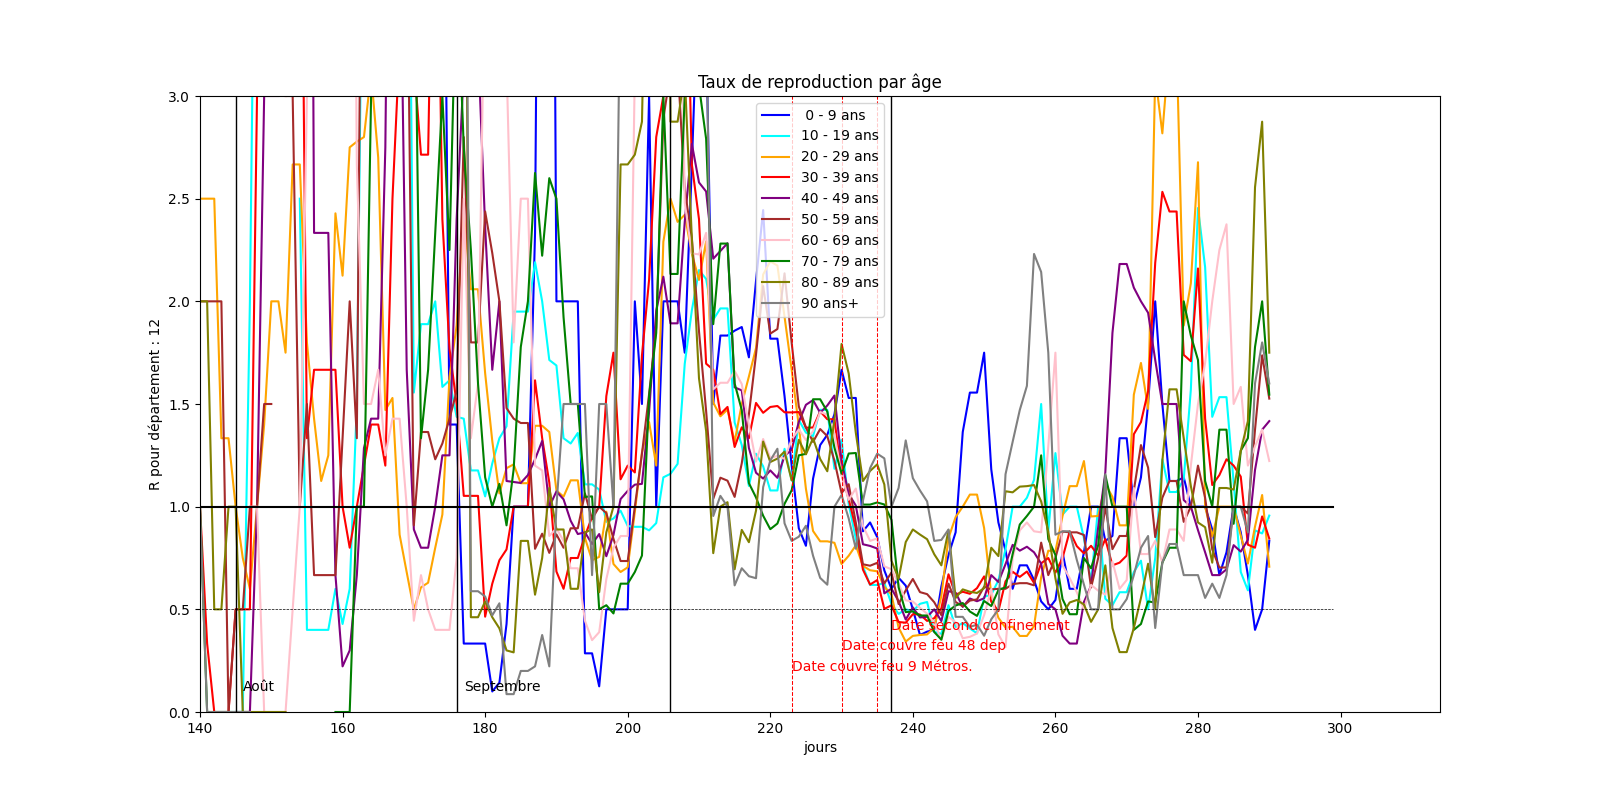 Taux de reproduction par âge
R pour département : 12
3.0
2.5
2.0
1.5
1.0
0.5
0.0
0 - 9 ans
10 - 19 ans
20 - 29 ans
30 - 39 ans
40 - 49 ans
50 - 59 ans
60 - 69 ans
70 - 79 ans
80 - 89 ans
90 ans+
Date second confinement
Date couvre feu 48 dep
Date couvre feu 9 Métros.
Août
Septembre
140 160 180 200 220 240 260 280 300
jours